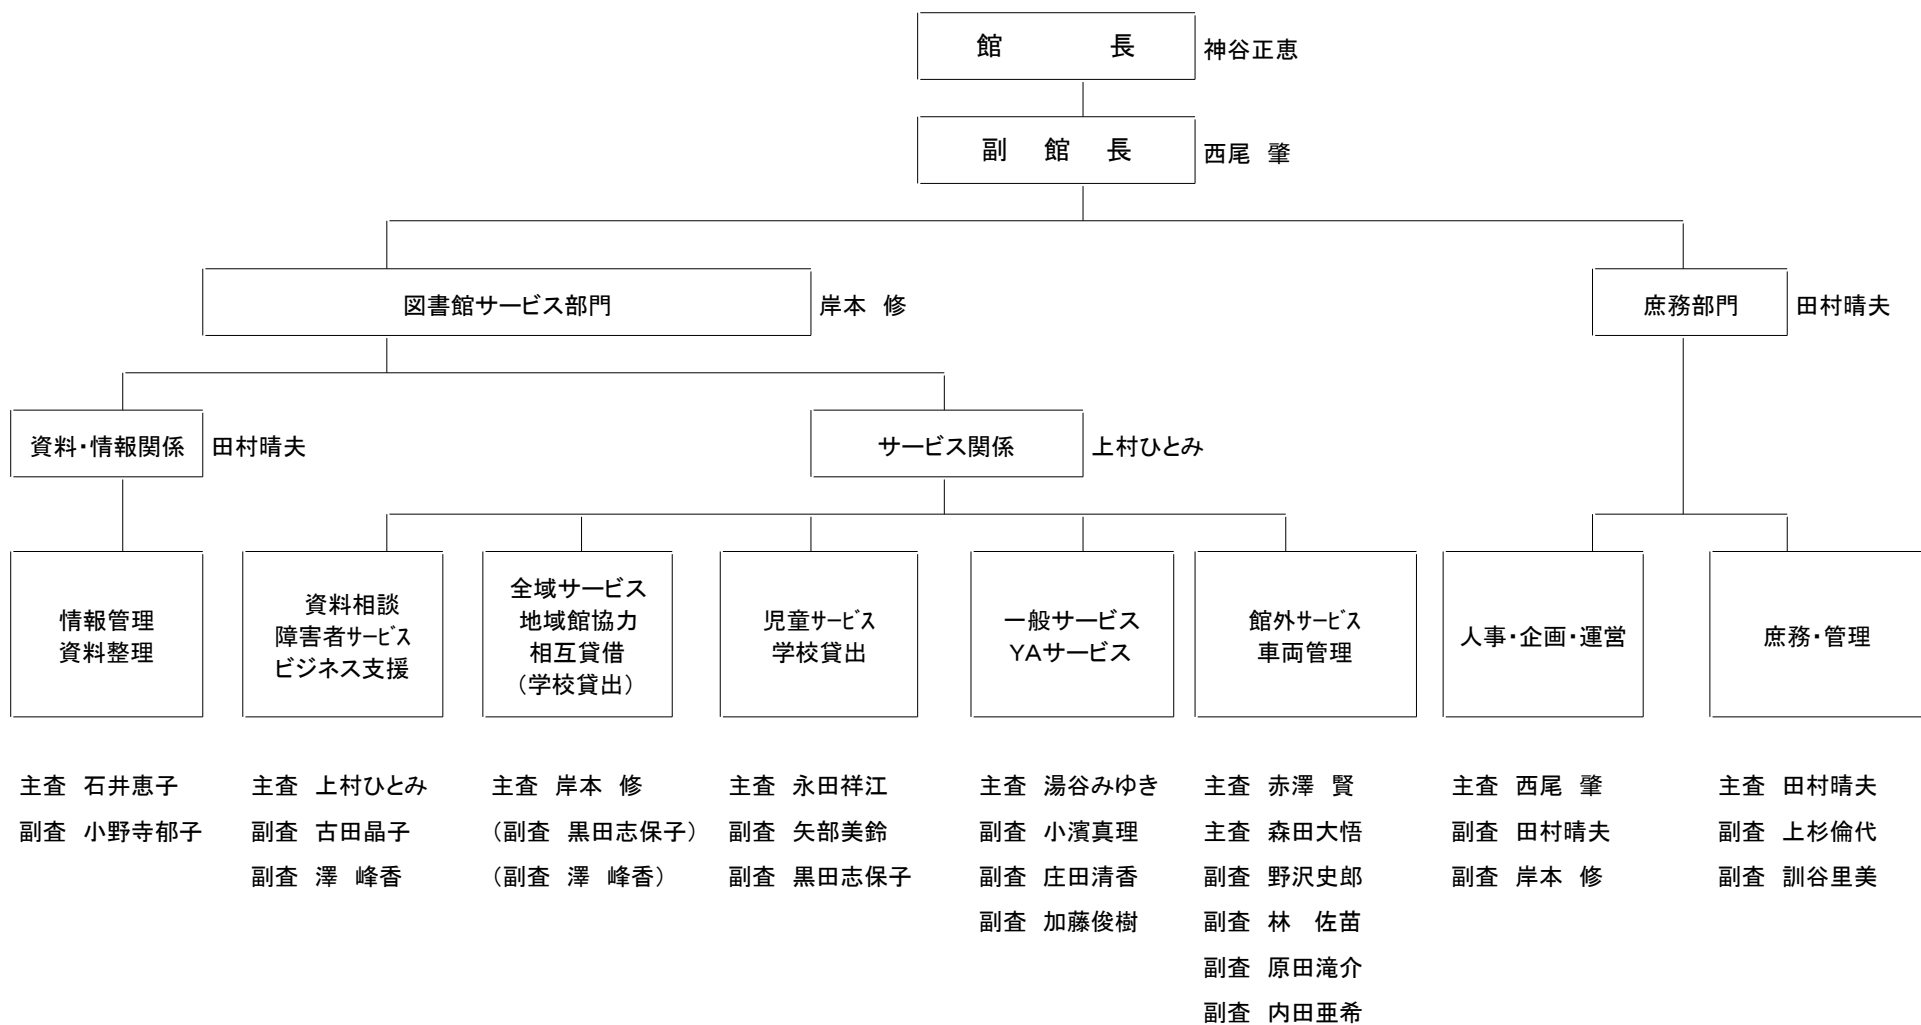 館　長
神谷正恵
副　館　長
西尾　肇
図書館サービス部門
岸本　修
庶務部門
田村晴夫
資料・情報関係
田村晴夫
サービス関係
上村ひとみ
情報管理
資料整理
資料相談
障害者サービス
ビジネス支援
全域サービス
地域館協力
相互貸借
（学校貸出）
児童サービス
学校貸出
一般サービス
YAサービス
館外サービス
車両管理
人事・企画・運営
庶務・管理
主査　石井恵子
副査　小野寺郁子
主査　上村ひとみ
副査　古田晶子
副査　澤　峰香
主査　岸本　修
（副査　黒田志保子）
（副査　澤　峰香）
主査　永田祥江
副査　矢部美鈴
副査　黒田志保子
主査　湯谷みゆき
副査　小濱真理
副査　庄田清香
副査　加藤俊樹
主査　赤澤　賢
主査　森田大悟
副査　野沢史郎
副査　林　佐苗
副査　原田滝介
副査　内田亜希
主査　西尾　肇
副査　田村晴夫
副査　岸本　修
主査　田村晴夫
副査　上杉倫代
副査　訓谷里美